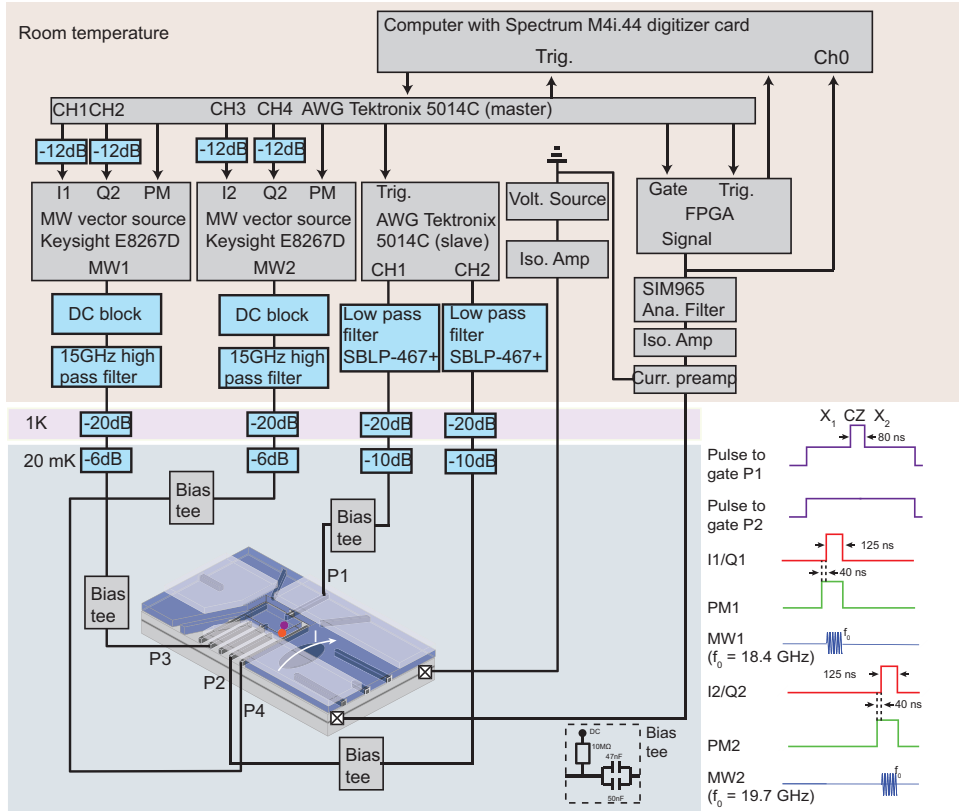 Room temperature
Computer with Spectrum M4i.44 digitizer card
Trig.
Ch0
CH1 CH2
CH3 CH4 AWG Tektronix 5014C (master)
-12dB
-12dB
-12dB
-12dB
I1 Q2 PM
MW vector source
Keysight E8267D
MW1
I2 Q2 PM
MW vector source
Keysight E8267D
MW2
Trig.
AWG Tektronix
5014C (slave)
CH1 CH2
Volt. Source
Iso. Amp
Gate Trig.
FPGA
Signal
SIM965
Ana. Filter
Iso. Amp
Curr. preamp
DC block
DC block
15GHz high
pass filter
15GHz high
pass filter
Low pass
filter
SBLP-467+
Low pass
filter
SBLP-467+
1K
-20dB
-20dB
-20dB
-20dB
20 mK
-6dB
-6dB
-10dB
-10dB
Bias
tee
Bias
tee
Bias
tee
Bias
tee
P1
P3
P2
P4
I
DC
10MΩ
47nF
50nF
Bias
tee
X₁ CZ X₂
80 ns
Pulse to
gate P1
Pulse to
gate P2
I1/Q1
125 ns
40 ns
PM1
MW1
(f₀ = 18.4 GHz)
f₀
125 ns
I2/Q2
40 ns
PM2
MW2
(f₀ = 19.7 GHz)
f₀